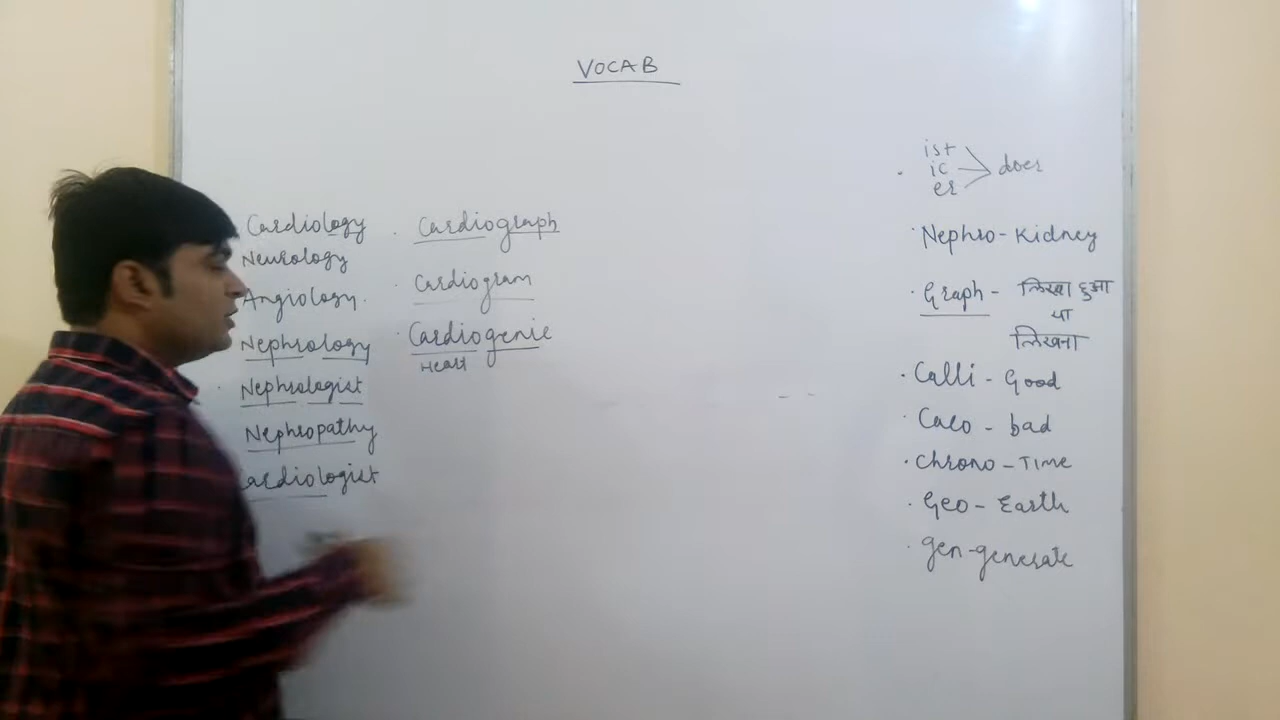 VOCAB
Cardiology
Neurology
Angiology.
Nephrology
Nephrologist
Nephropathy
Cardiologist
Cardiograph
Cardiogram
Cardiogenic
Heart
ist
ic
er
doer
Nephro - Kidney
Graph - लिखा हुआ
या
लिखना
Calli - Good
Caco - bad
Chrono - Time
Geo - Earth
gen - generate